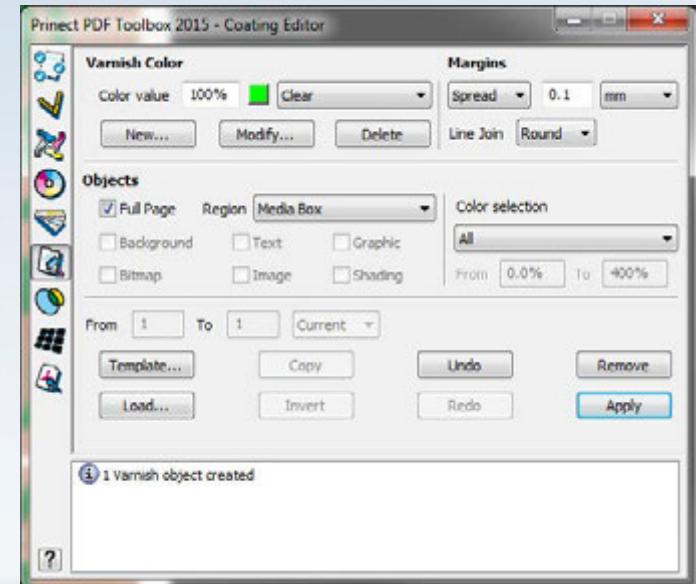 Prinect PDF Toolbox 2015 - Coating Editor
Varnish Color
Margins
Color value 100% Clear
Spread 0.1 mm
New... Modify... Delete
Line Join Round
Objects
Full Page Region Media Box
Color selection
Background Text Graphic
All
Bitmap Image Shading
From 0.0% To 400%
From 1 To 1 Current
Template... Copy Undo Remove
Load... Invert Redo Apply
1 Varnish object created
?